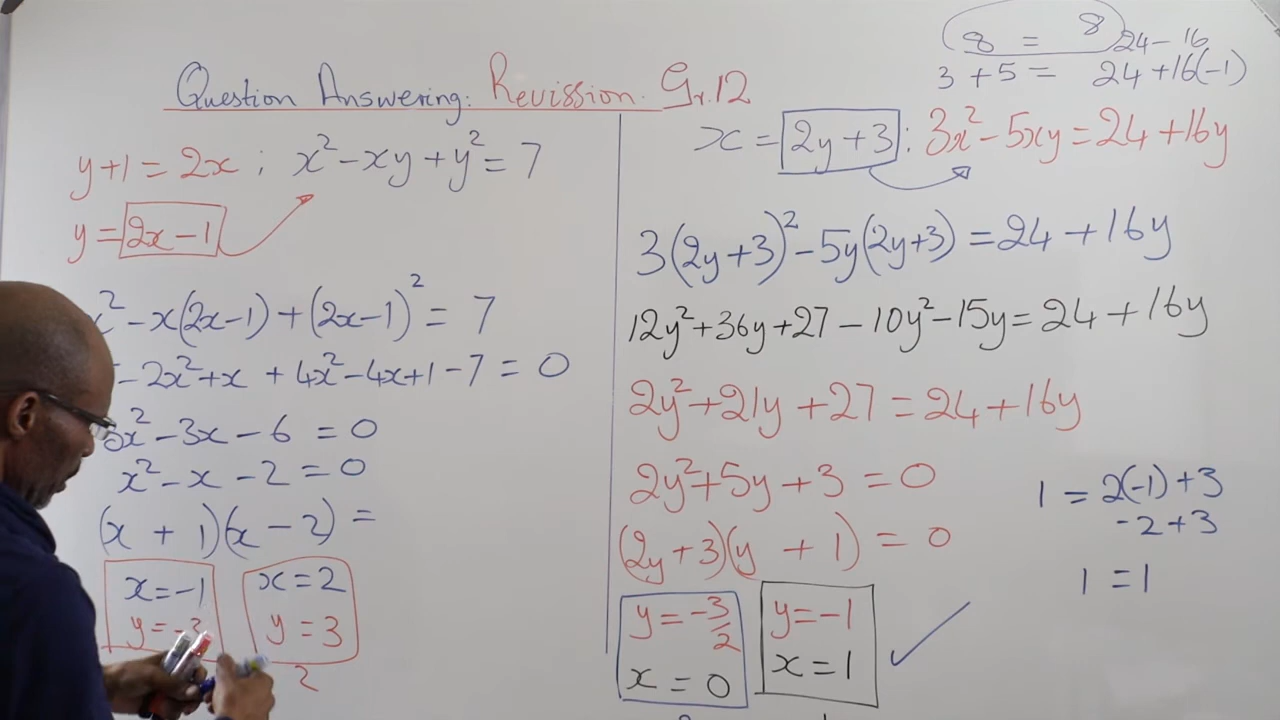 Question Answering: Revission. Gr.12
y+1 = 2x ; x² - xy + y² = 7
y = 2x - 1
x² - x(2x-1) + (2x-1)² = 7
- 2x² + x + 4x² - 4x + 1 - 7 = 0
3x² - 3x - 6 = 0
x² - x - 2 = 0
(x + 1)(x - 2) =
x = -1
y = -3
x = 2
y = 3
2
8 = 8 24 - 16
3 + 5 = 24 + 16(-1)
x = 2y + 3 : 3x² - 5xy = 24 + 16y
3(2y+3)² - 5y(2y+3) = 24 + 16y
12y² + 36y + 27 - 10y² - 15y = 24 + 16y
2y² + 21y + 27 = 24 + 16y
2y² + 5y + 3 = 0
(2y + 3)(y + 1) = 0
y = -3/2
x = 0
y = -1
x = 1
1 = 2(-1) + 3
-2 + 3
1 = 1